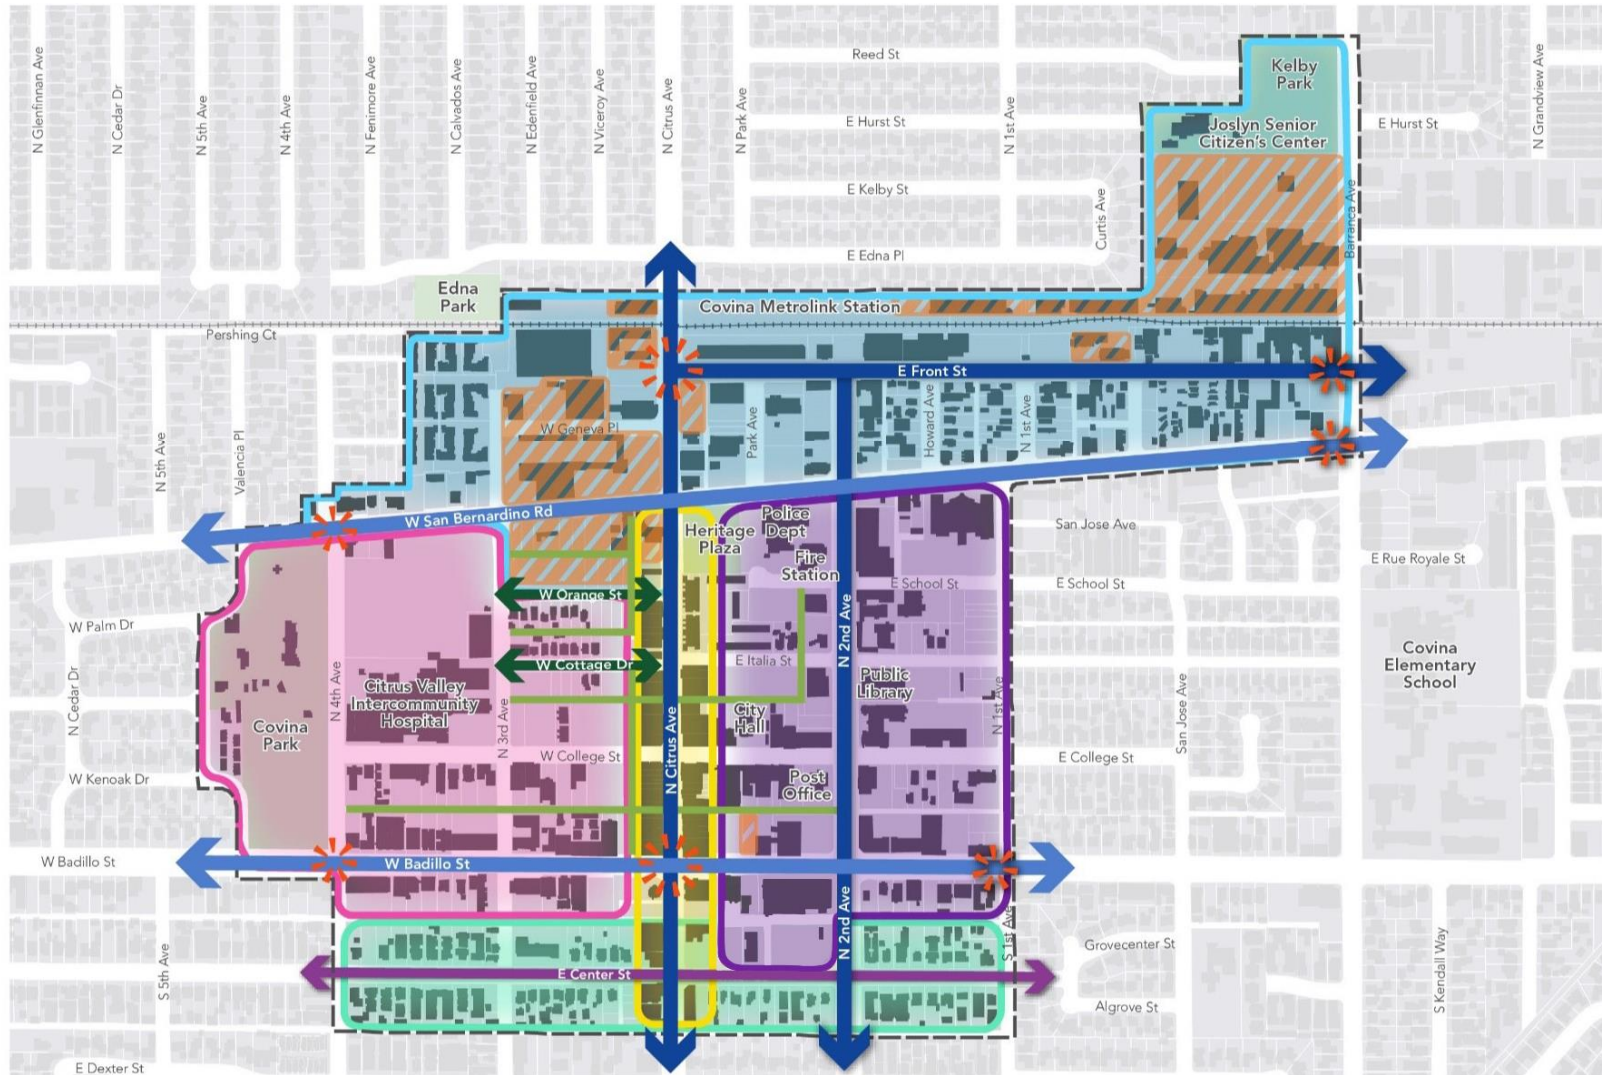 N Glenfinnan Ave
N Cedar Dr
N 5th Ave
N 4th Ave
N Fenimore Ave
N Calvados Ave
N Edenfield Ave
N Viceroy Ave
N Citrus Ave
N Park Ave
Reed St
E Hurst St
E Kelby St
E Edna Pl
N 1st Ave
Curtis Ave
Kelby
Park
Joslyn Senior
Citizen's Center
Barranca Ave
E Hurst St
N Grandview Ave
Edna
Park
Covina Metrolink Station
Pershing Ct
E Front St
W Geneva Pl
Park Ave
Howard Ave
N 1st Ave
N 5th Ave
Valencia Pl
W San Bernardino Rd
Heritage
Plaza
Police
Dept
Fire
Station
San Jose Ave
E Rue Royale St
E School St
E School St
W Orange St
W Palm Dr
N 2nd Ave
W Cottage Dr
E Italia St
Public
Library
Covina
Elementary
School
N Cedar Dr
N 4th Ave
Citrus Valley
Intercommunity
Hospital
N 3rd Ave
City
Hall
N 1st Ave
San Jose Ave
Covina
Park
N Citrus Ave
W College St
E College St
W Kenoak Dr
Post
Office
W Badillo St
W Badillo St
N 2nd Ave
S 1st Ave
Grovecenter St
S 5th Ave
E Center St
Algrove St
S Kendall Way
E Dexter St